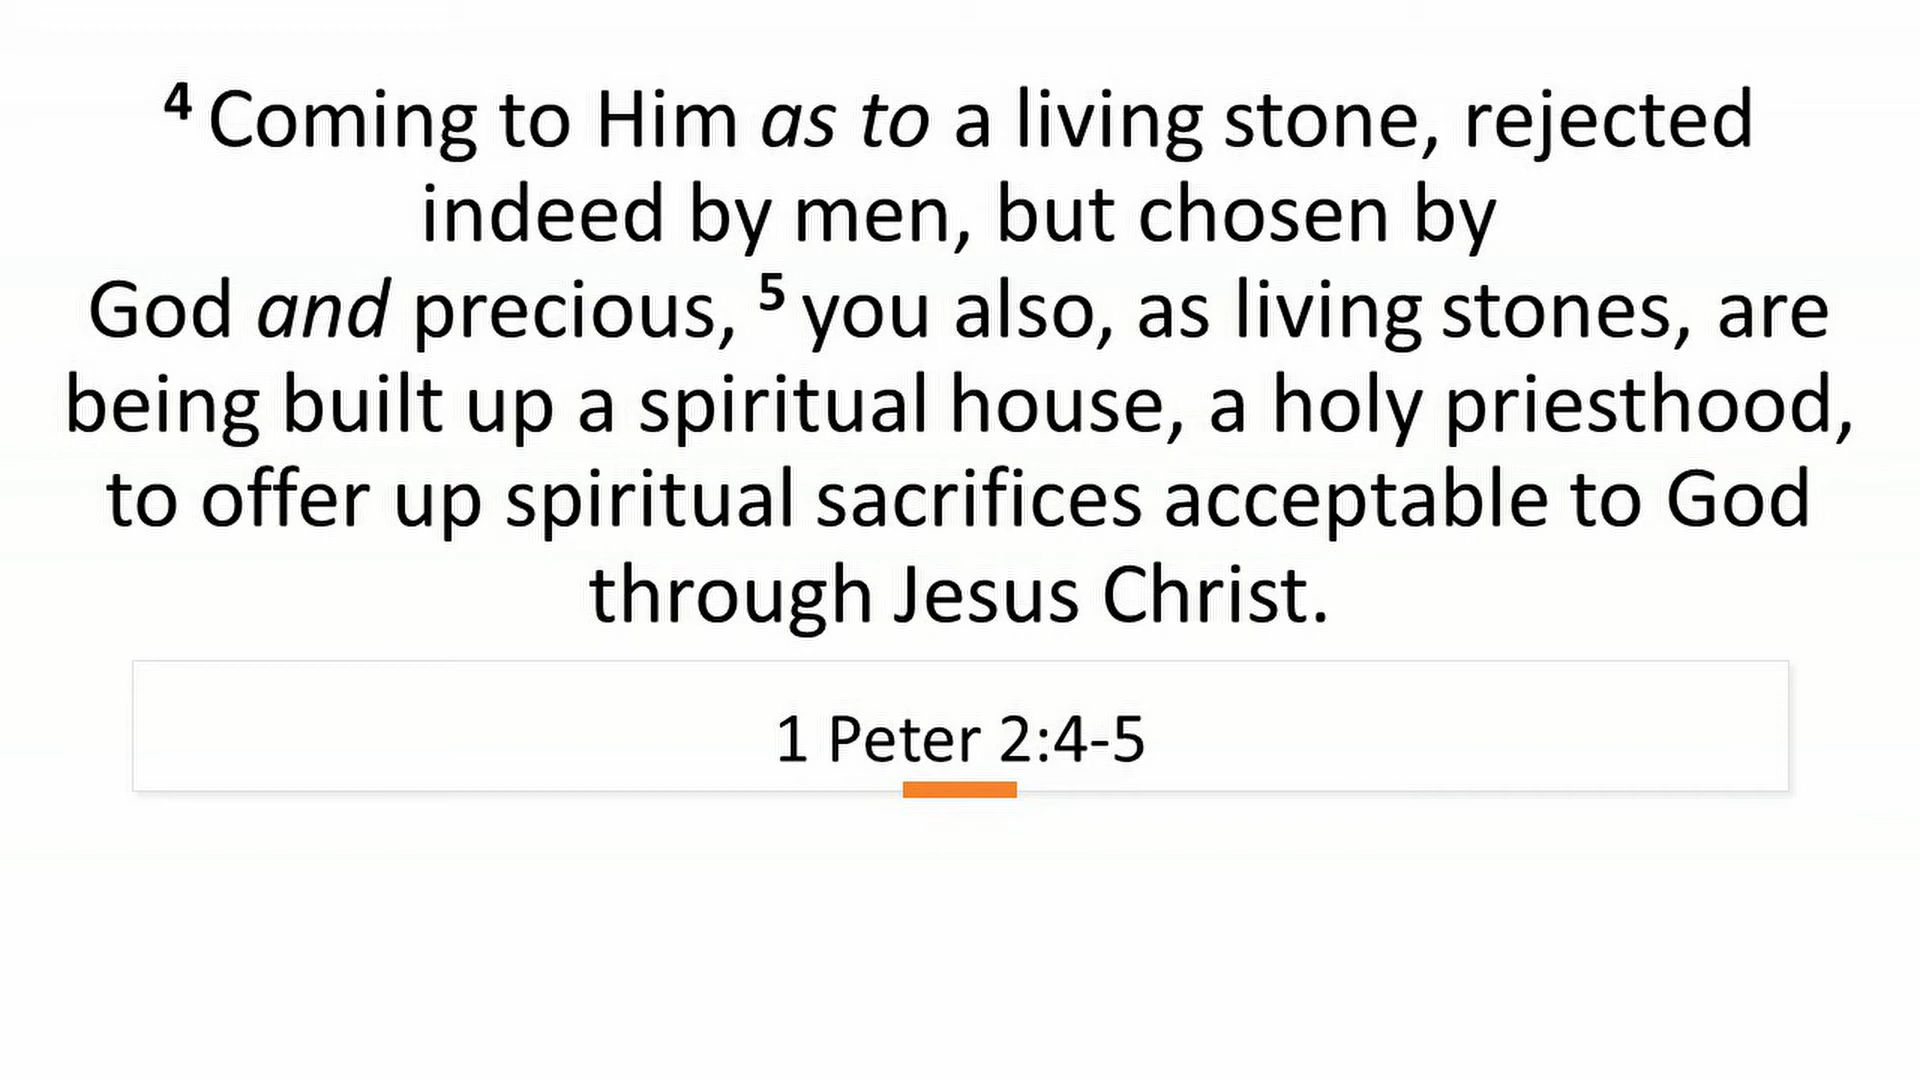 4 Coming to Him as to a living stone, rejected
indeed by men, but chosen by
God and precious, 5 you also, as living stones, are
being built up a spiritual house, a holy priesthood,
to offer up spiritual sacrifices acceptable to God
through Jesus Christ.
1 Peter 2:4-5